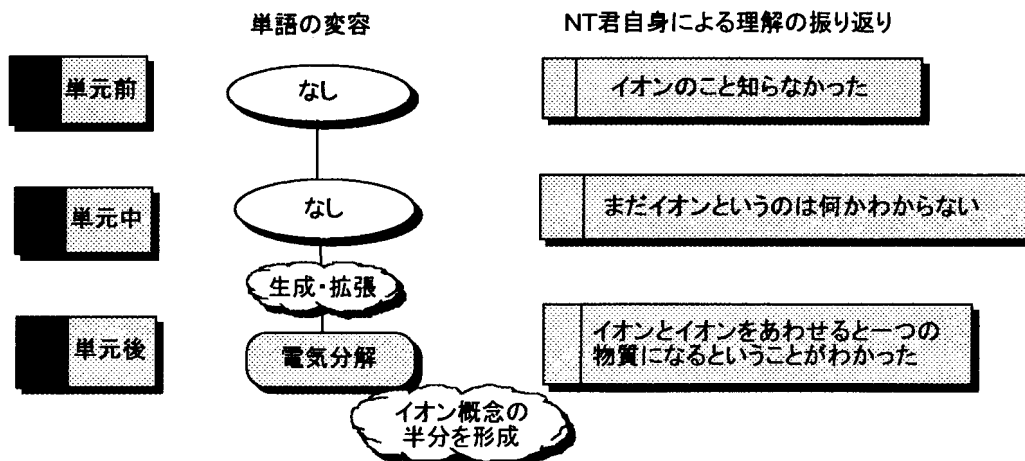 単語の変容
NT君自身による理解の振り返り
単元前
なし
イオンのこと知らなかった
単元中
なし
まだイオンというのは何かわからない
生成・拡張
単元後
電気分解
イオンとイオンをあわせると一つの
物質になるということがわかった
イオン概念の
半分を形成